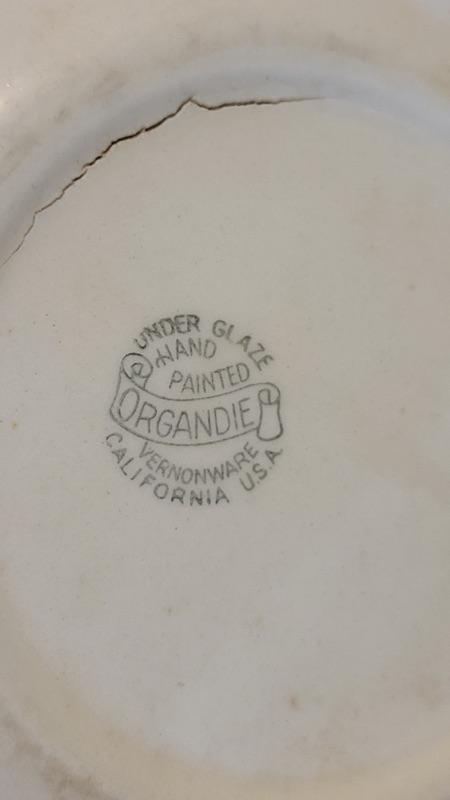 UNDER GLAZE
HAND
PAINTED
ORGANDIE
VERNONWARE
CALIFORNIA U.S.A.